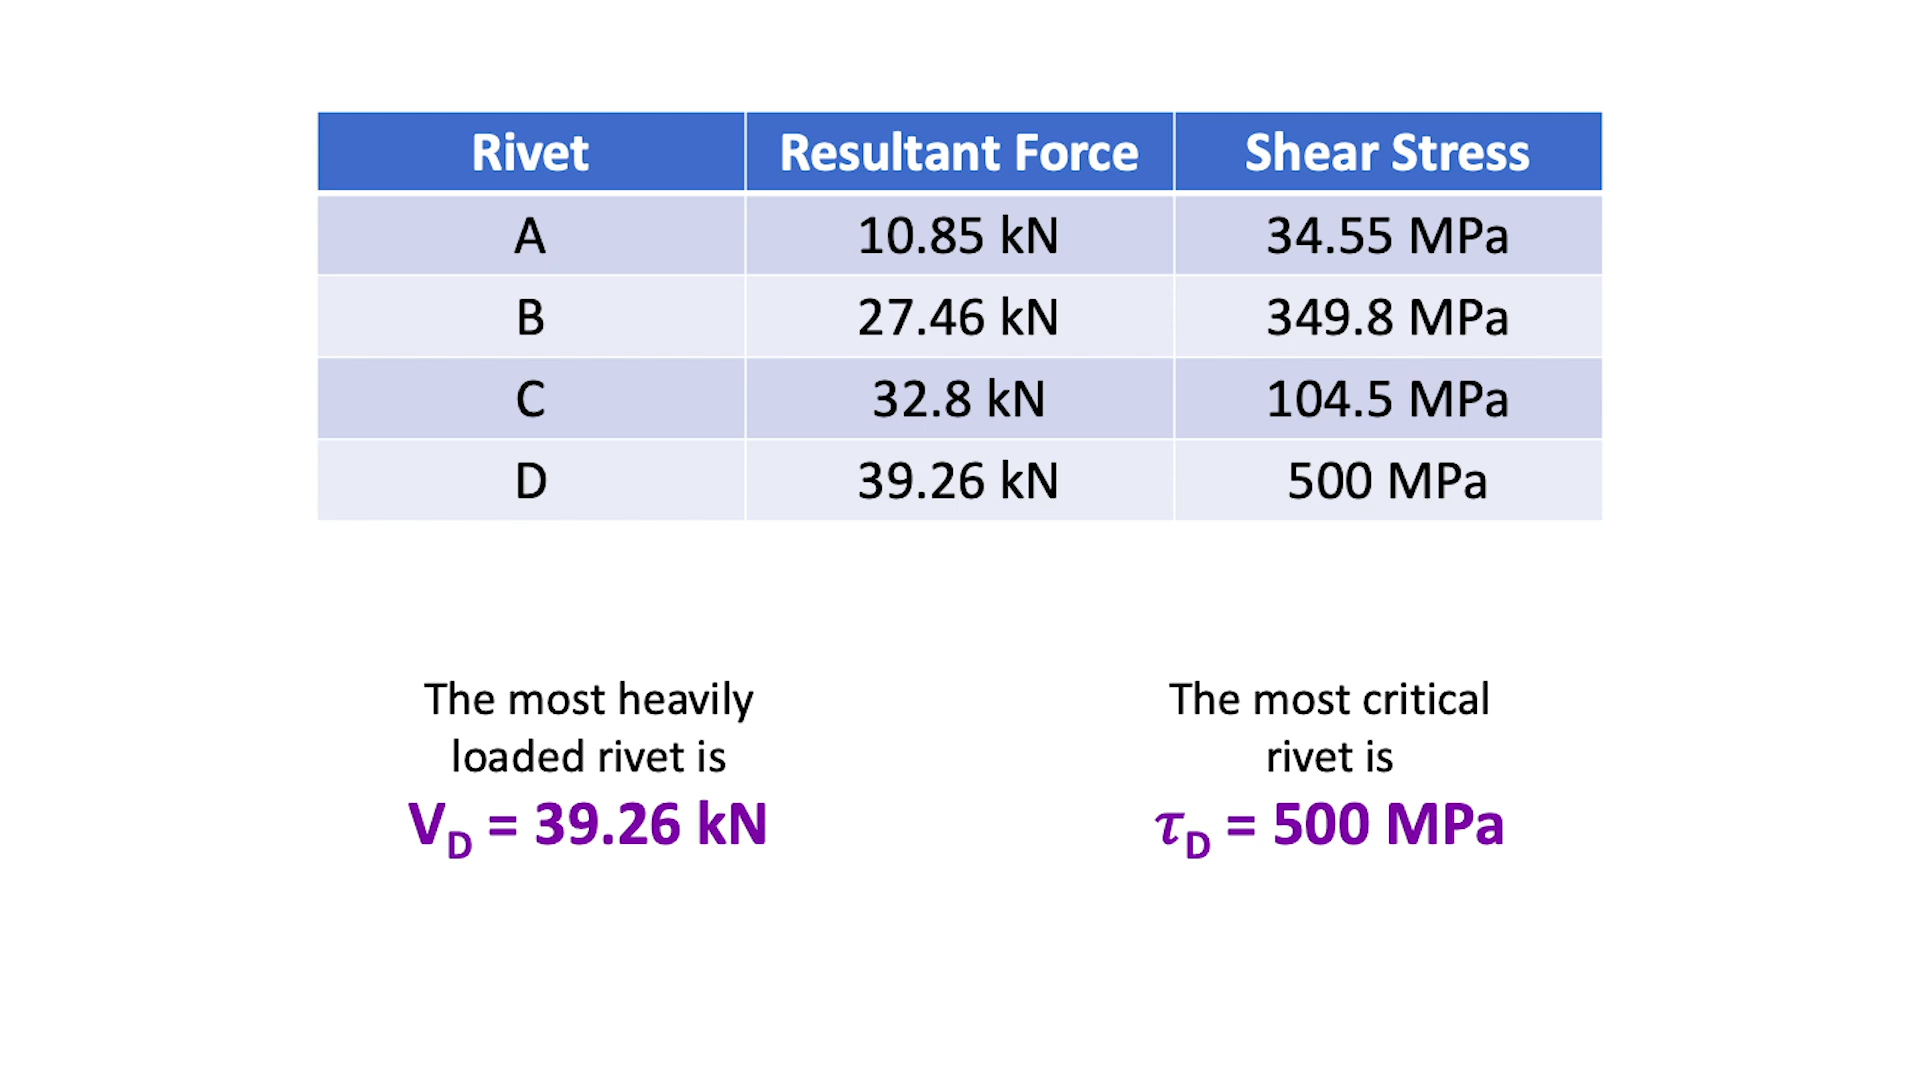 Rivet Resultant Force Shear Stress
A 10.85 kN 34.55 MPa
B 27.46 kN 349.8 MPa
C 32.8 kN 104.5 MPa
D 39.26 kN 500 MPa
The most heavily
loaded rivet is
V_D = 39.26 kN
The most critical
rivet is
τ_D = 500 MPa